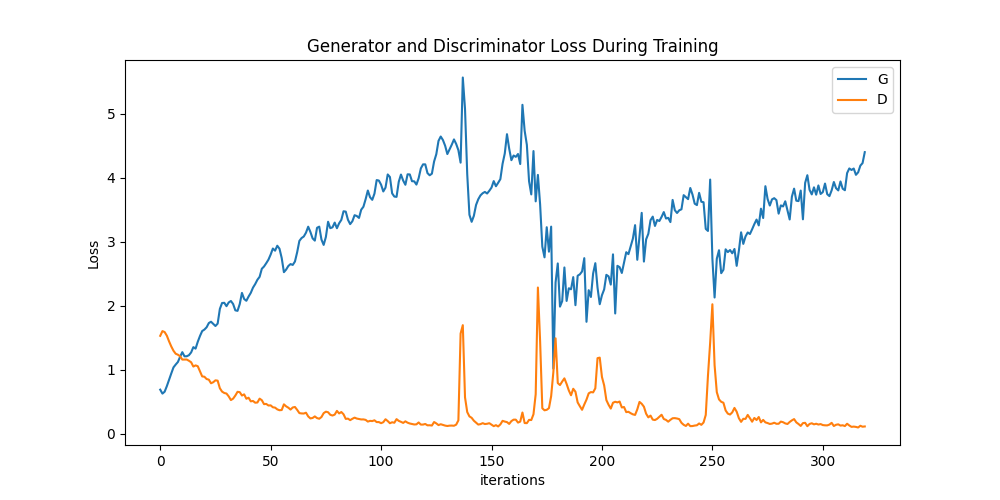 Generator and Discriminator Loss During Training
G
D
5
4
3
2
1
0
Loss
0 50 100 150 200 250 300
iterations